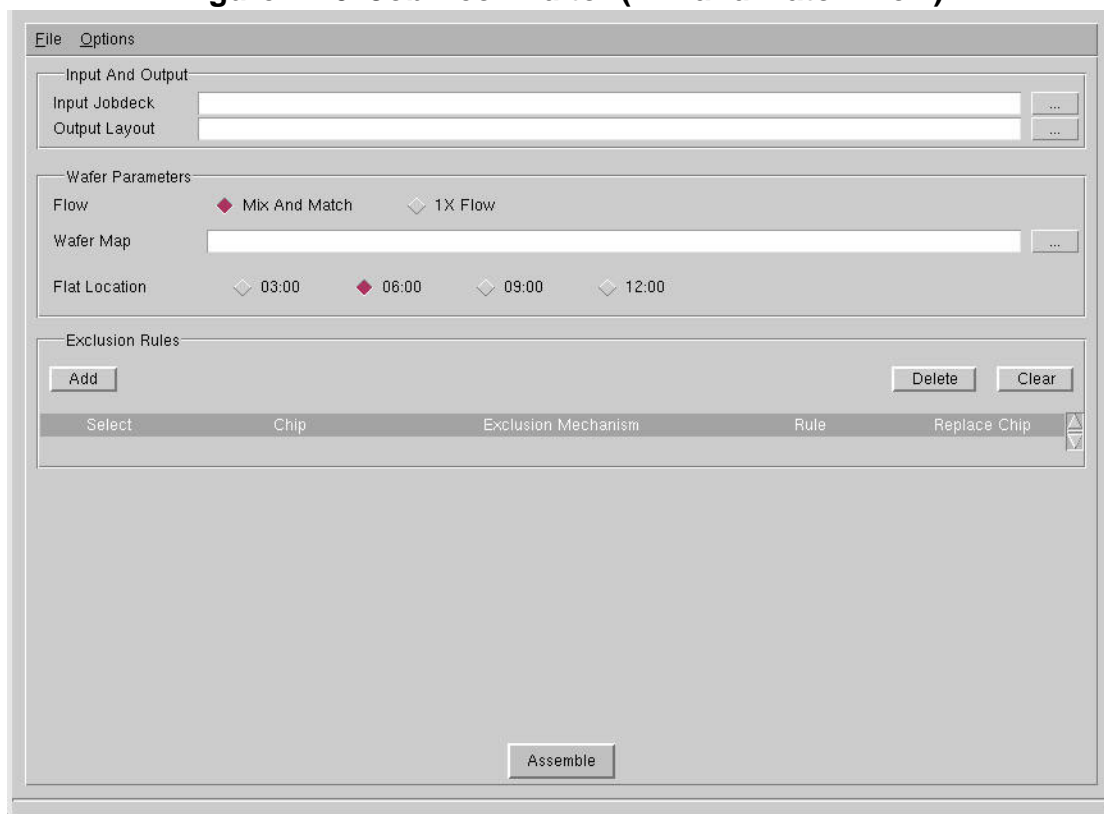 File Options
Input And Output
Input Jobdeck ...
Output Layout ...
Wafer Parameters
Flow Mix And Match 1X Flow
Wafer Map ...
Flat Location 03:00 06:00 09:00 12:00
Exclusion Rules
Add Delete Clear
Select Chip Exclusion Mechanism Rule Replace Chip
Assemble